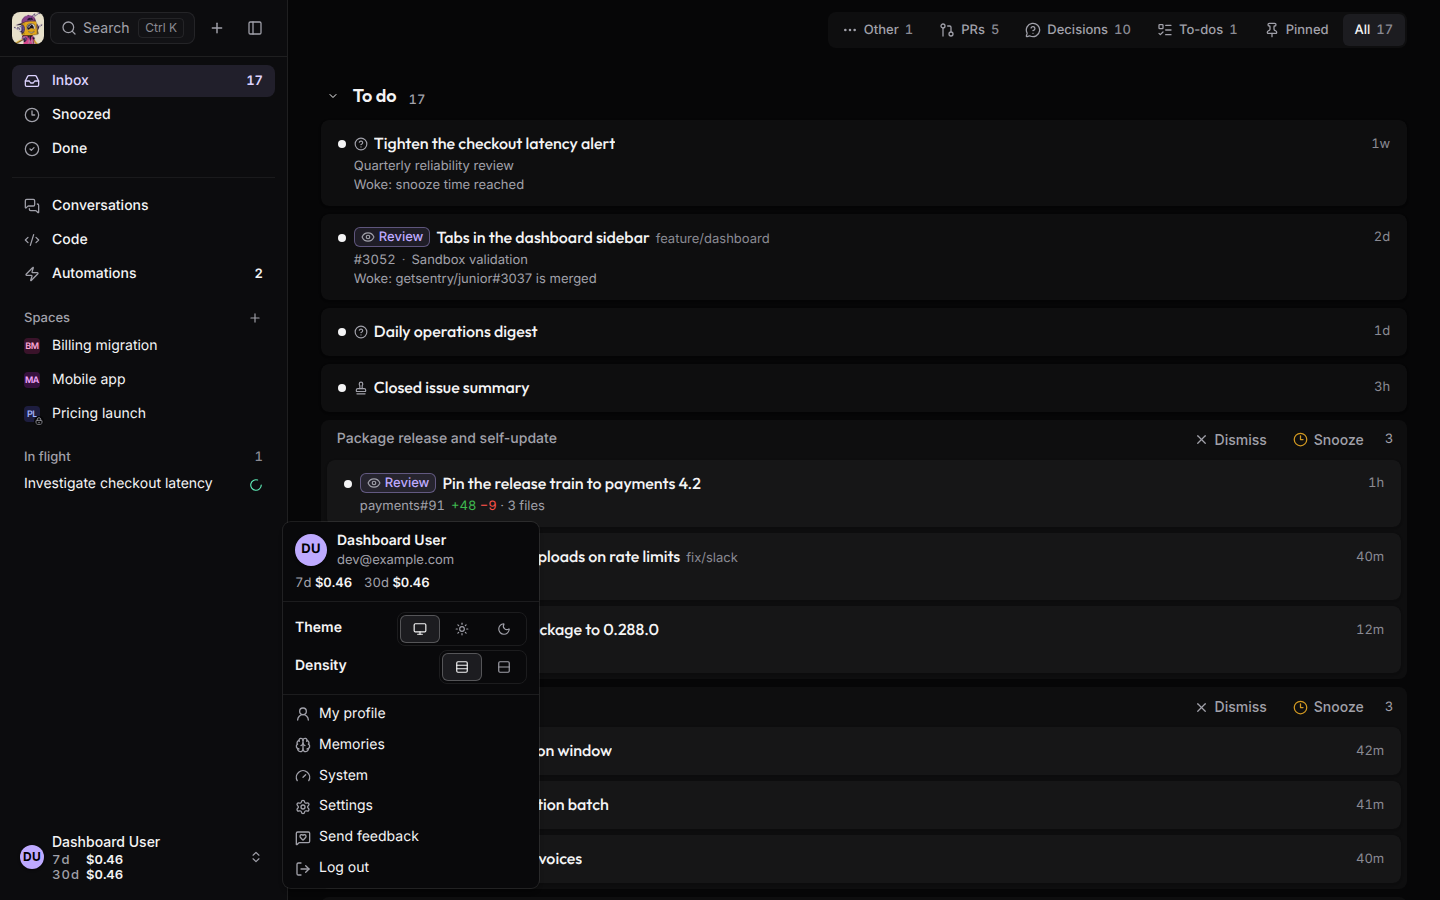 Search Ctrl K
Inbox 17
Snoozed
Done
Conversations
Code
Automations 2
Spaces
BM Billing migration
MA Mobile app
PL Pricing launch
In flight 1
Investigate checkout latency
Dashboard User
DU
7d $0.46
30d $0.46
Other 1 PRs 5 Decisions 10 To-dos 1 Pinned All 17
To do 17
Tighten the checkout latency alert 1w
Quarterly reliability review
Woke: snooze time reached
Review Tabs in the dashboard sidebar feature/dashboard 2d
#3052 · Sandbox validation
Woke: getsentry/junior#3037 is merged
Daily operations digest 1d
Closed issue summary 3h
Package release and self-update Dismiss Snooze 3
Review Pin the release train to payments 4.2 1h
payments#91 +48 −9 · 3 files
ploads on rate limits fix/slack 40m
ckage to 0.288.0 12m
Dismiss Snooze 3
on window 42m
tion batch 41m
voices 40m
DU Dashboard User
dev@example.com
7d $0.46 30d $0.46
Theme
Density
My profile
Memories
System
Settings
Send feedback
Log out